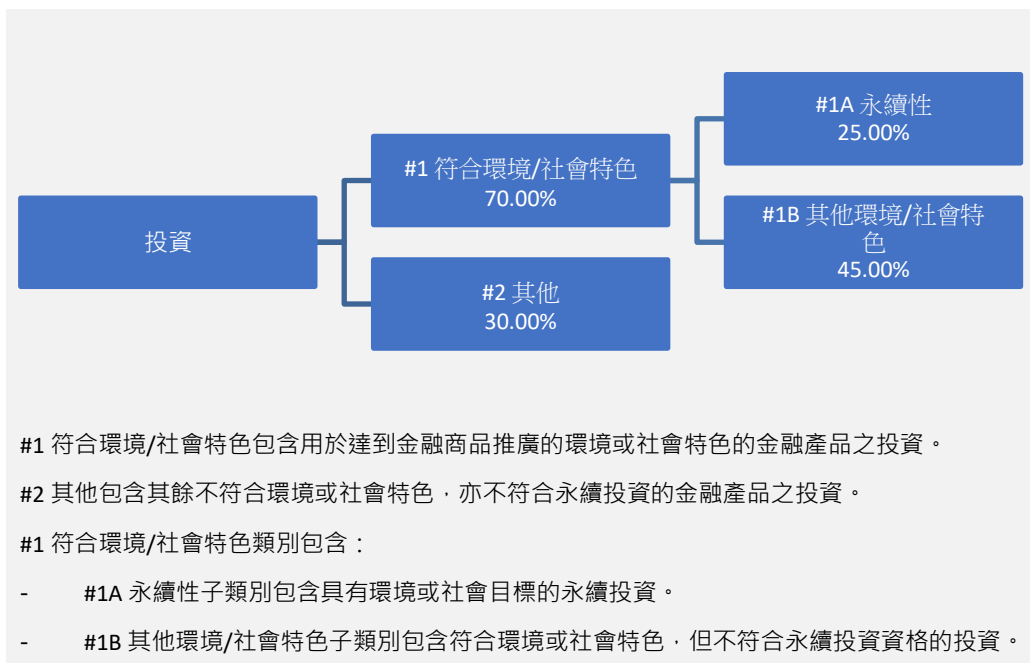 投資
#1 符合環境/社會特色
70.00%
#2 其他
30.00%
#1A 永續性
25.00%
#1B 其他環境/社會特
色
45.00%
#1 符合環境/社會特色包含用於達到金融商品推廣的環境或社會特色的金融產品之投資。
#2 其他包含其餘不符合環境或社會特色，亦不符合永續投資的金融產品之投資。
#1 符合環境/社會特色類別包含：
- #1A 永續性子類別包含具有環境或社會目標的永續投資。
- #1B 其他環境/社會特色子類別包含符合環境或社會特色，但不符合永續投資資格的投資。